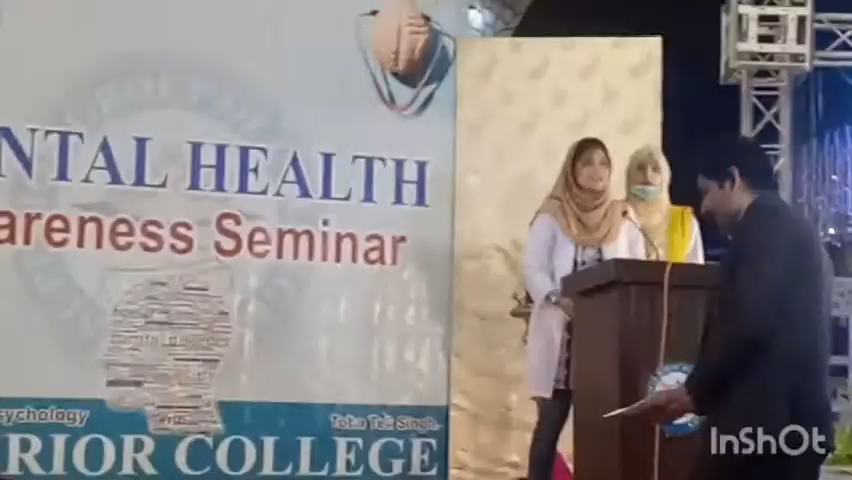 NTAL HEALTH
areness Seminar
sychology
Toba Tek Singh
RIOR COLLEGE
InShOt